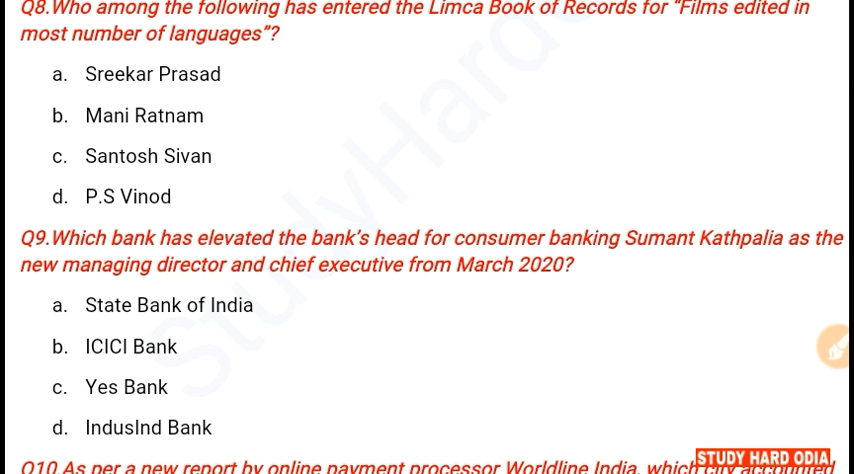 Q8.Who among the following has entered the Limca Book of Records for "Films edited in
most number of languages"?
a. Sreekar Prasad
b. Mani Ratnam
c. Santosh Sivan
d. P.S Vinod
Q9.Which bank has elevated the bank's head for consumer banking Sumant Kathpalia as the
new managing director and chief executive from March 2020?
a. State Bank of India
b. ICICI Bank
c. Yes Bank
d. IndusInd Bank
Q10.As per a new report by online payment processor Worldline India, which city accounted
STUDY HARD ODIA
StudyHard